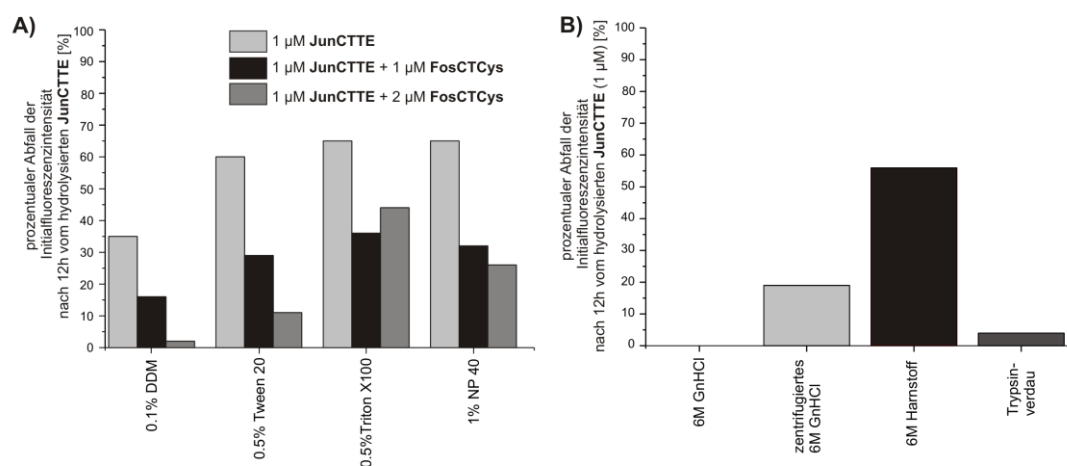 A)
prozentualer Abfall der
Initialfluoreszenzintensität
nach 12h vom hydrolysierten JunCTTE [%]
100
90
80
70
60
50
40
30
20
10
0
1 µM JunCTTE
1 µM JunCTTE + 1 µM FosCTCys
1 µM JunCTTE + 2 µM FosCTCys
0.1% DDM
0.5% Tween 20
0.5%Triton X100
1% NP 40
B)
prozentualer Abfall der
Initialfluoreszenzintensität
nach 12h vom hydrolysierten JunCTTE (1 µM) [%]
100
90
80
70
60
50
40
30
20
10
0
6M GnHCl
zentrifugiertes
6M GnHCl
6M Harnstoff
Trypsin-
verdau